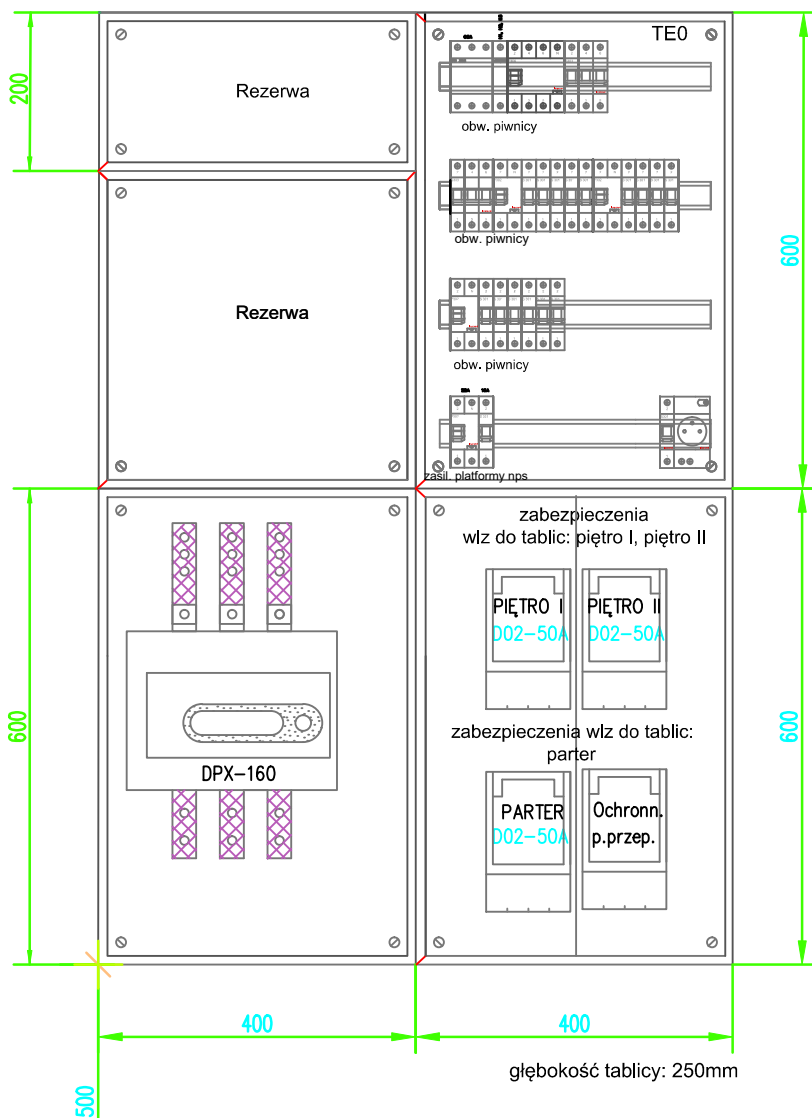 Rezerwa
TE0
obw. piwnicy
obw. piwnicy
Rezerwa
obw. piwnicy
zasil. platformy nps
200
600
zabezpieczenia
wlz do tablic: piętro I, piętro II
PIĘTRO I
D02-50A
PIĘTRO II
D02-50A
zabezpieczenia wlz do tablic:
parter
DPX-160
PARTER
D02-50A
Ochronn.
p.przep.
600
600
400
400
głębokość tablicy: 250mm
500